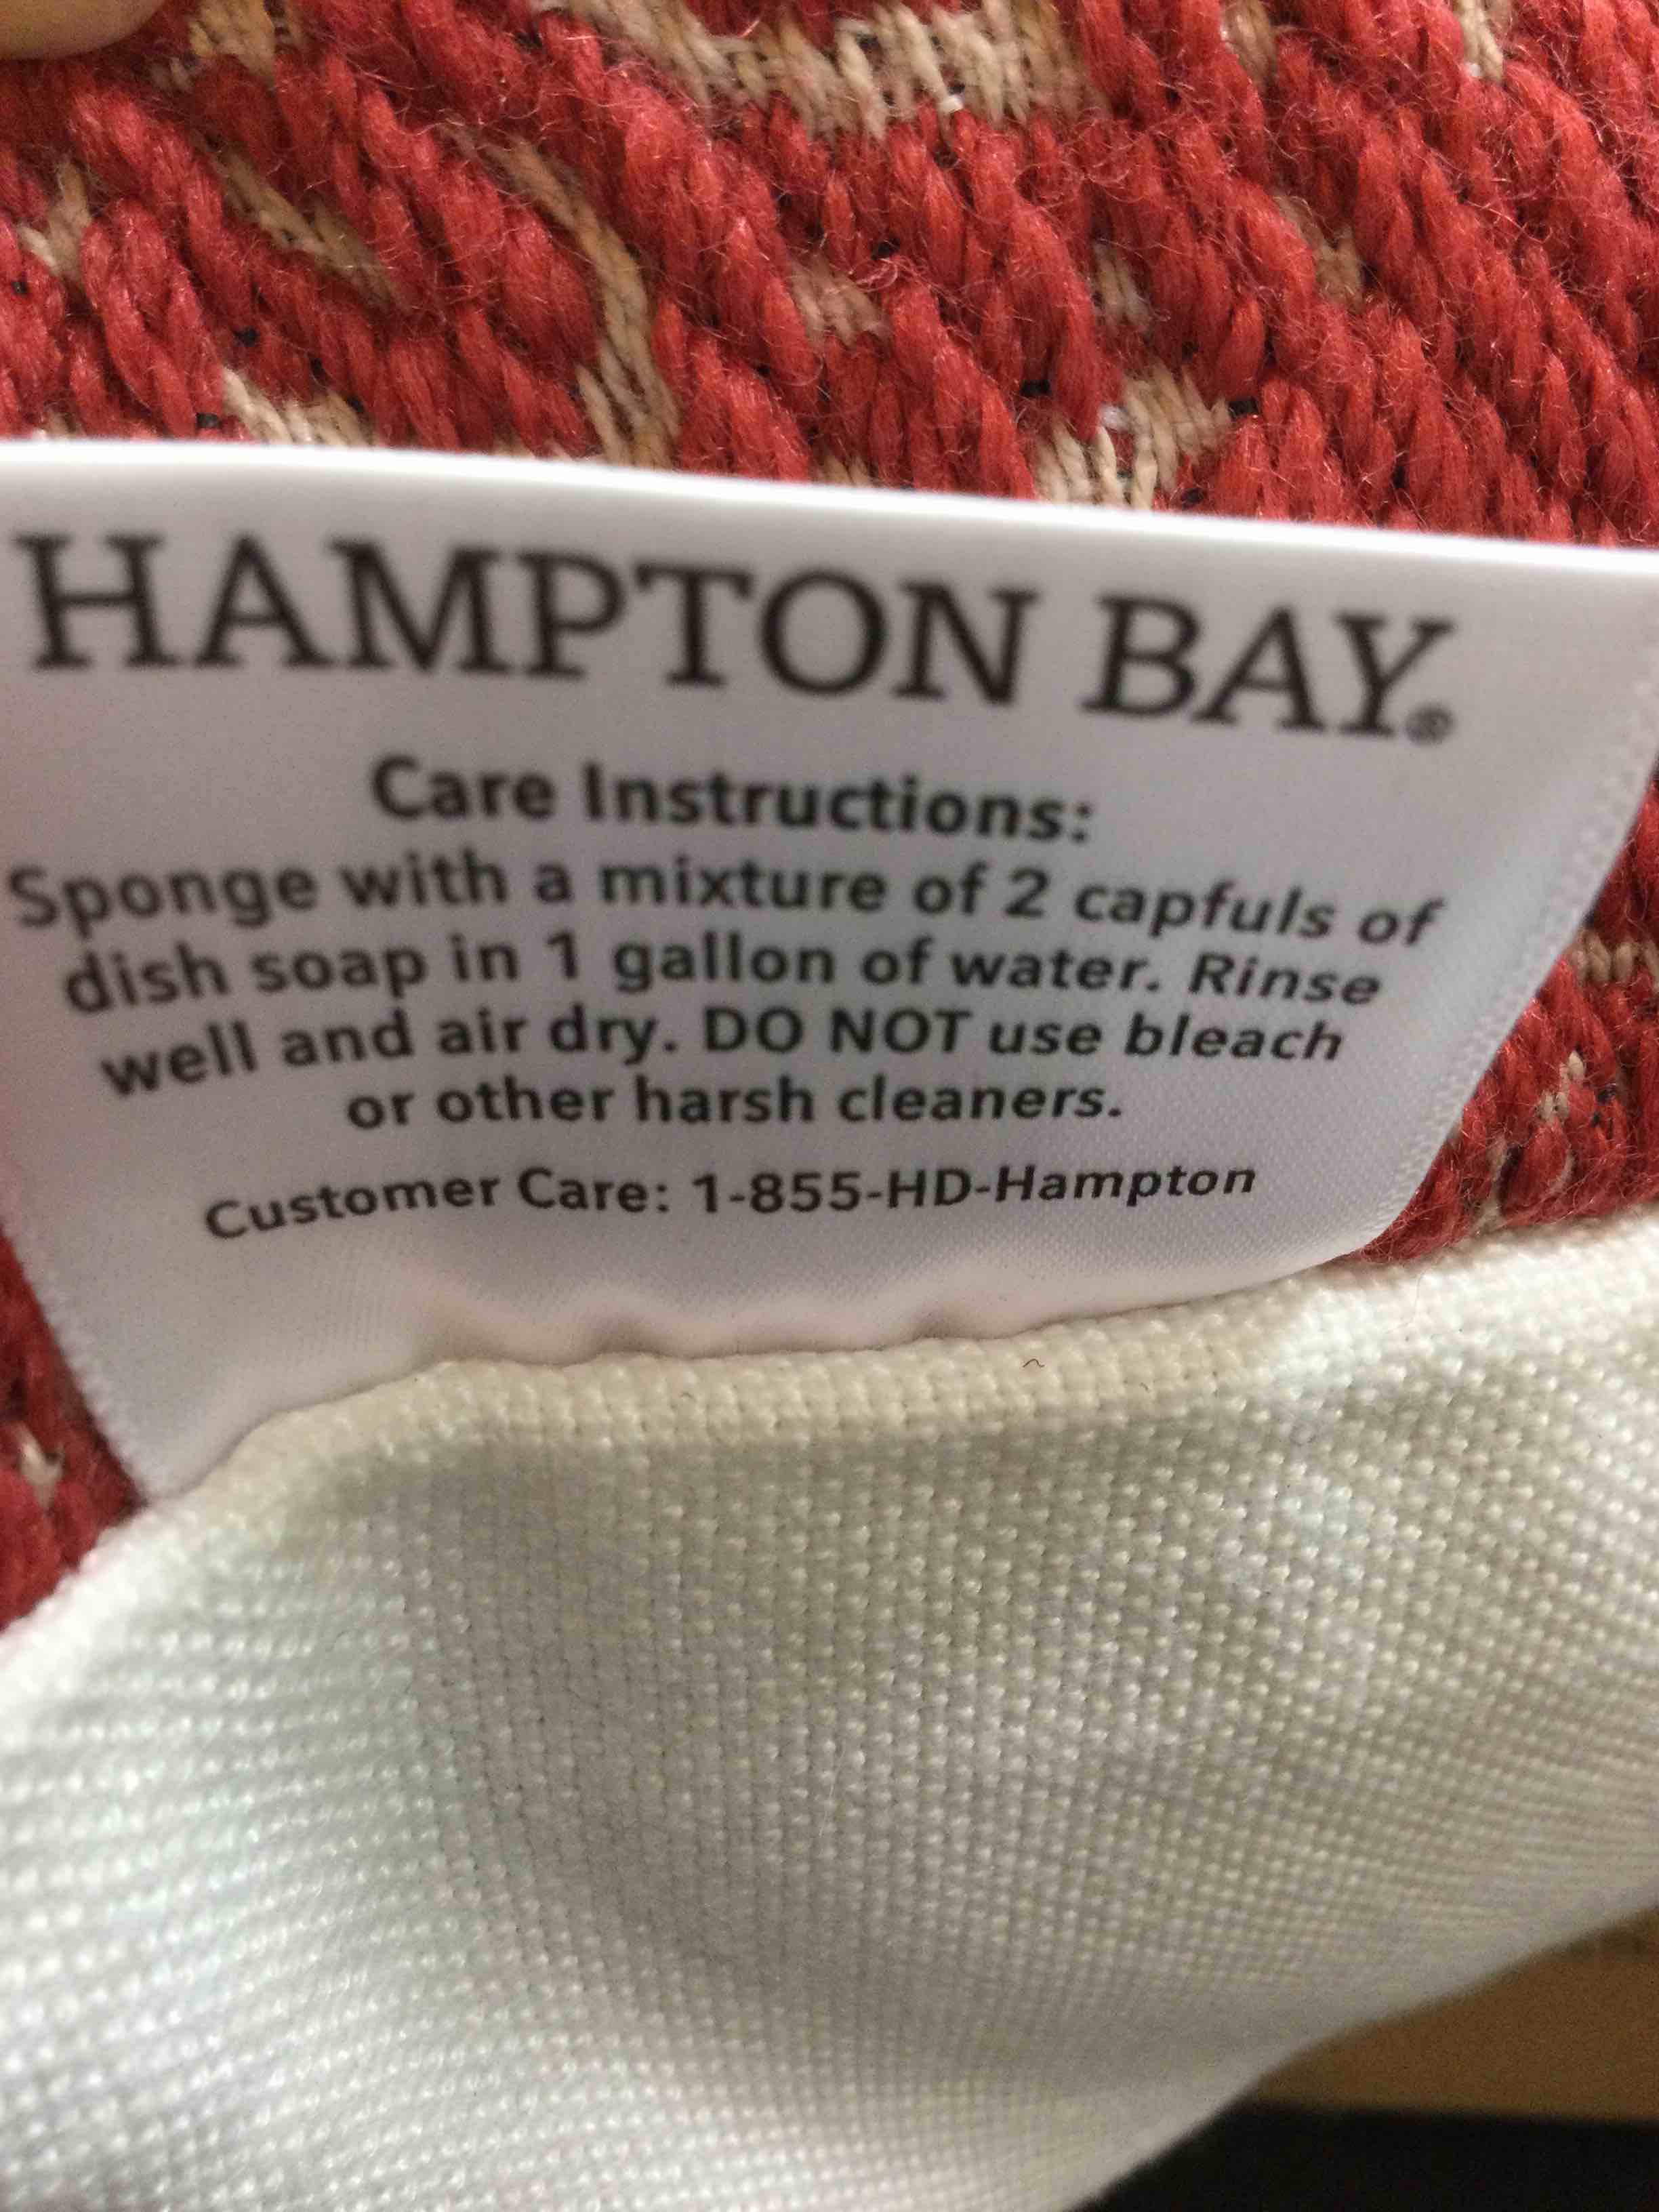 HAMPTON BAY®
Care Instructions:
Sponge with a mixture of 2 capfuls of
dish soap in 1 gallon of water. Rinse
well and air dry. DO NOT use bleach
or other harsh cleaners.
Customer Care: 1-855-HD-Hampton